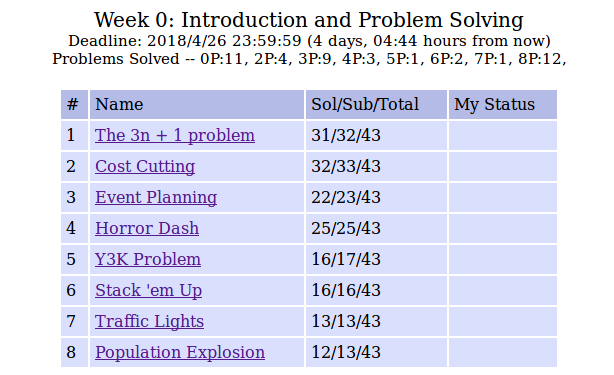 Week 0: Introduction and Problem Solving
Deadline: 2018/4/26 23:59:59 (4 days, 04:44 hours from now)
Problems Solved -- 0P:11, 2P:4, 3P:9, 4P:3, 5P:1, 6P:2, 7P:1, 8P:12,
# Name Sol/Sub/Total My Status
1 The 3n + 1 problem 31/32/43
2 Cost Cutting 32/33/43
3 Event Planning 22/23/43
4 Horror Dash 25/25/43
5 Y3K Problem 16/17/43
6 Stack 'em Up 16/16/43
7 Traffic Lights 13/13/43
8 Population Explosion 12/13/43